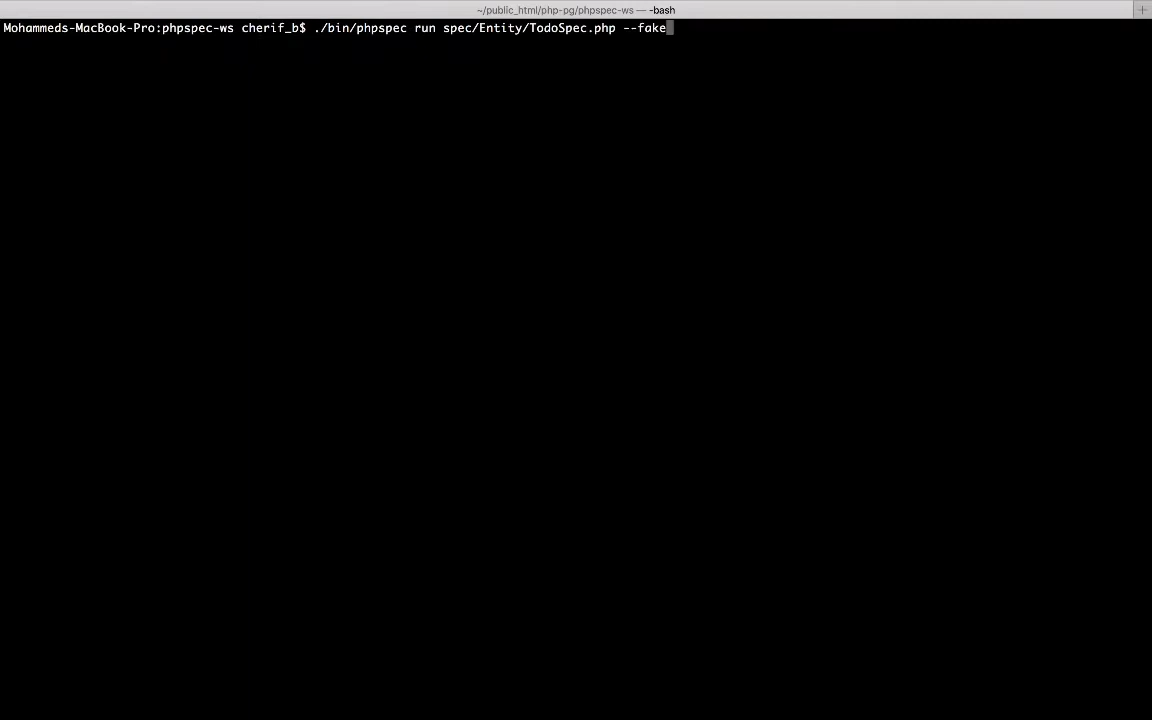 ~/public_html/php-pg/phpspec-ws — -bash
Mohammeds-MacBook-Pro:phpspec-ws cherif_b$ ./bin/phpspec run spec/Entity/TodoSpec.php --fake